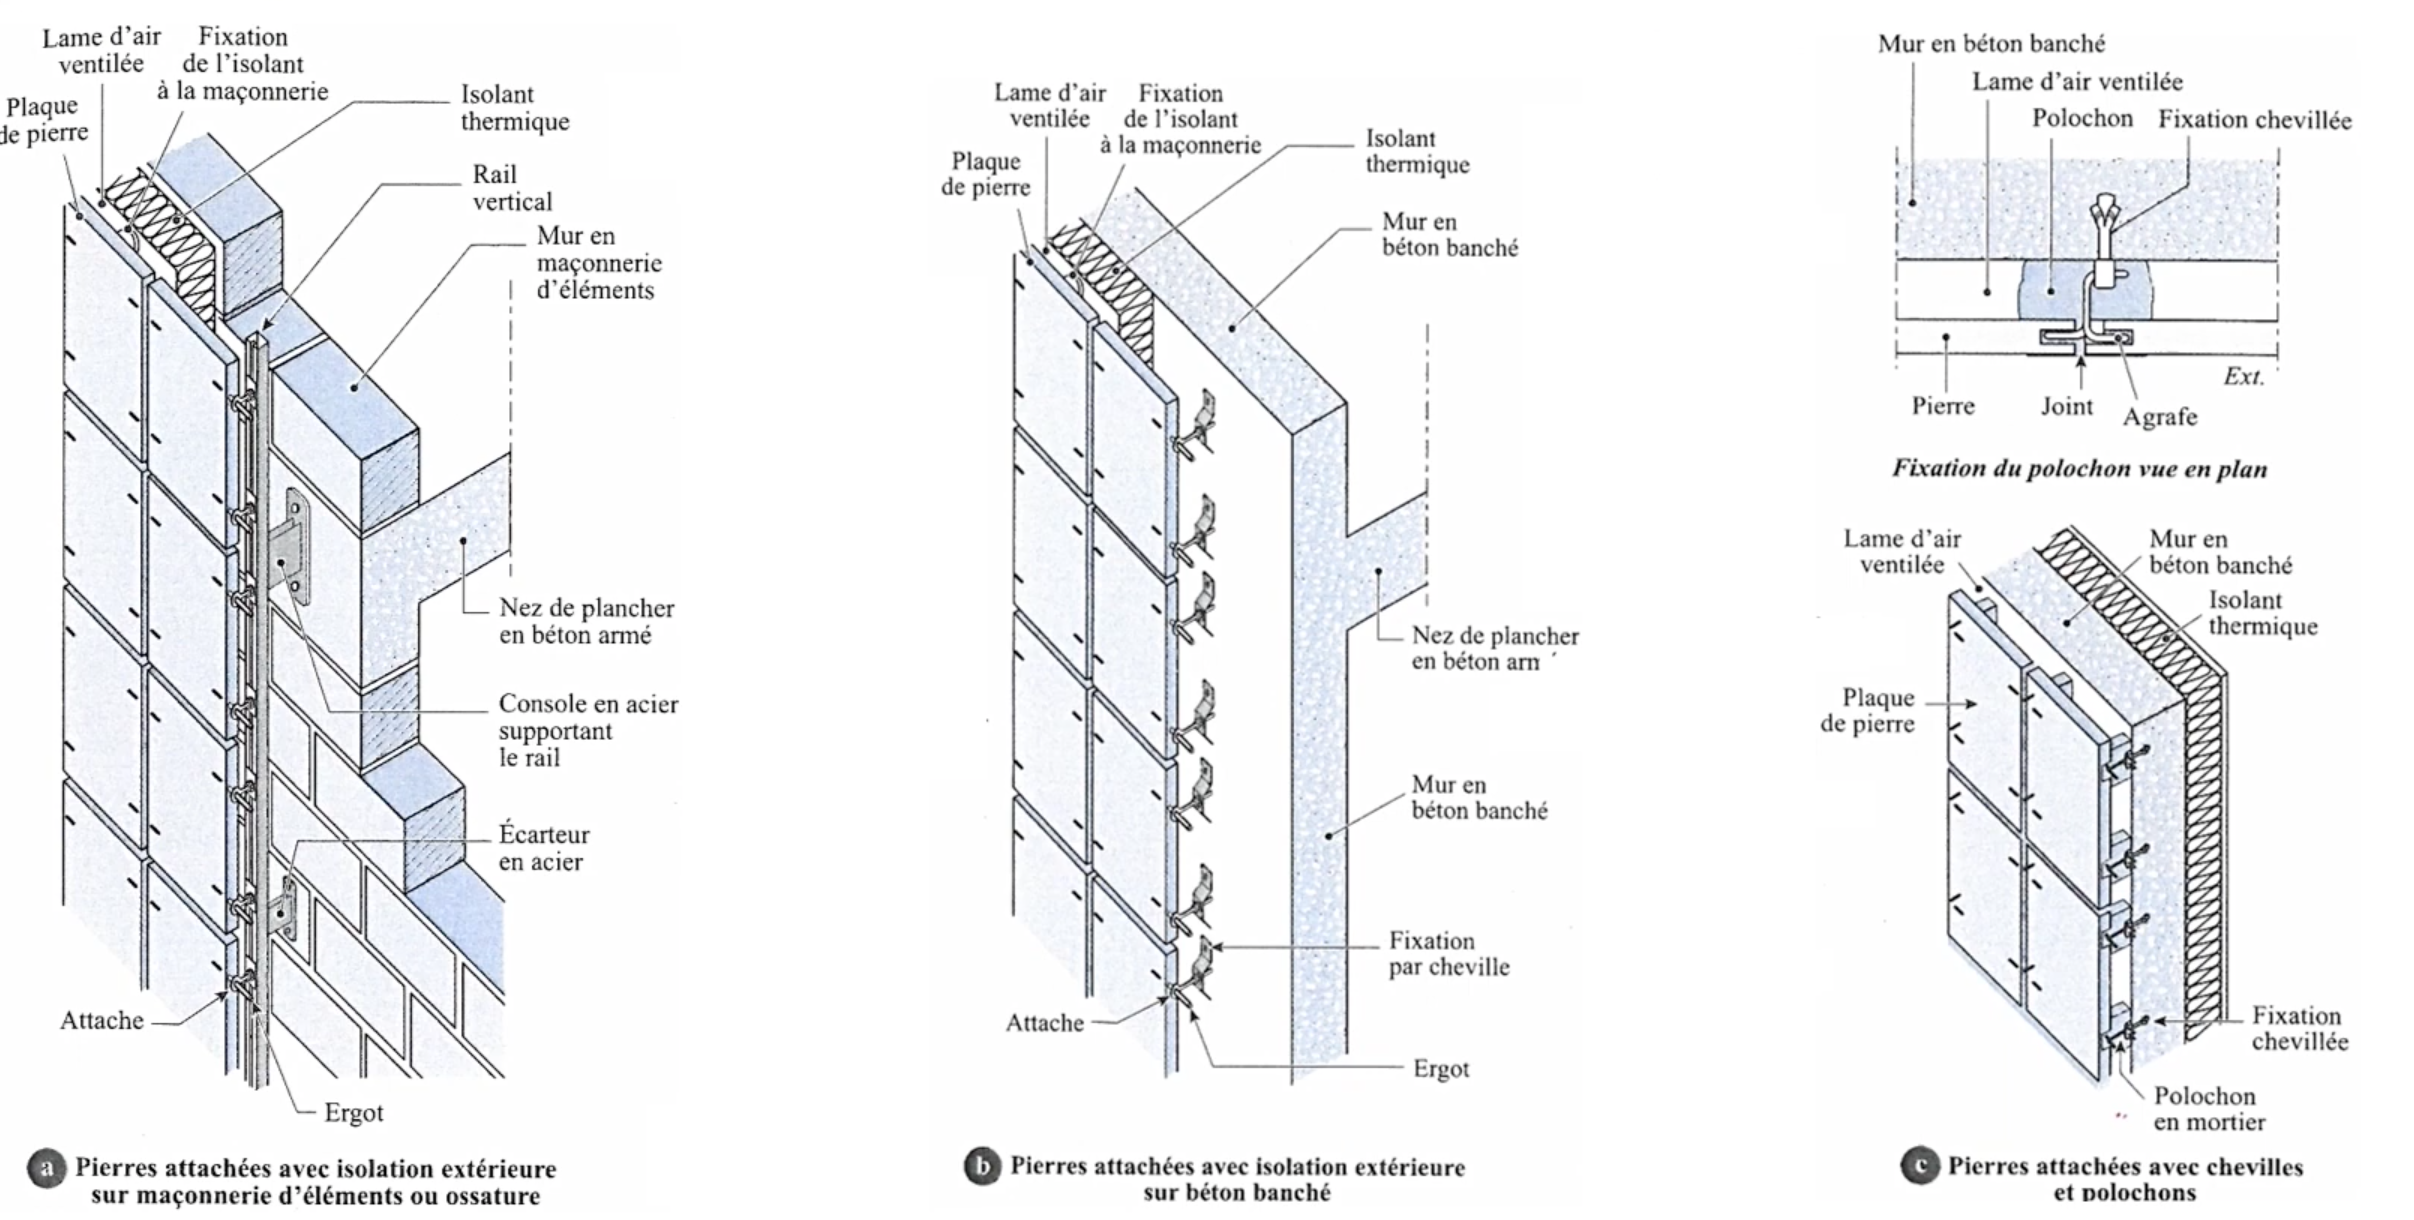 Lame d'air
ventilée
Fixation
de l'isolant
à la maçonnerie
Plaque
de pierre
Isolant
thermique
Rail
vertical
Mur en
maçonnerie
d'éléments
Nez de plancher
en béton armé
Console en acier
supportant
le rail
Écarteur
en acier
Attache
Ergot
a Pierres attachées avec isolation extérieure
sur maçonnerie d'éléments ou ossature
Lame d'air
ventilée
Fixation
de l'isolant
à la maçonnerie
Plaque
de pierre
Isolant
thermique
Mur en
béton banché
Nez de plancher
en béton
Mur en
béton banché
Fixation
par cheville
Attache
Ergot
b Pierres attachées avec isolation extérieure
sur béton banché
Mur en béton banché
Lame d'air ventilée
Polochon
Fixation chevillée
Ext.
Pierre
Joint
Agrafe
Fixation du polochon vue en plan
Lame d'air
ventilée
Mur en
béton banché
Isolant
thermique
Plaque
de pierre
Fixation
chevillée
Polochon
en mortier
c Pierres attachées avec chevilles
et polochons